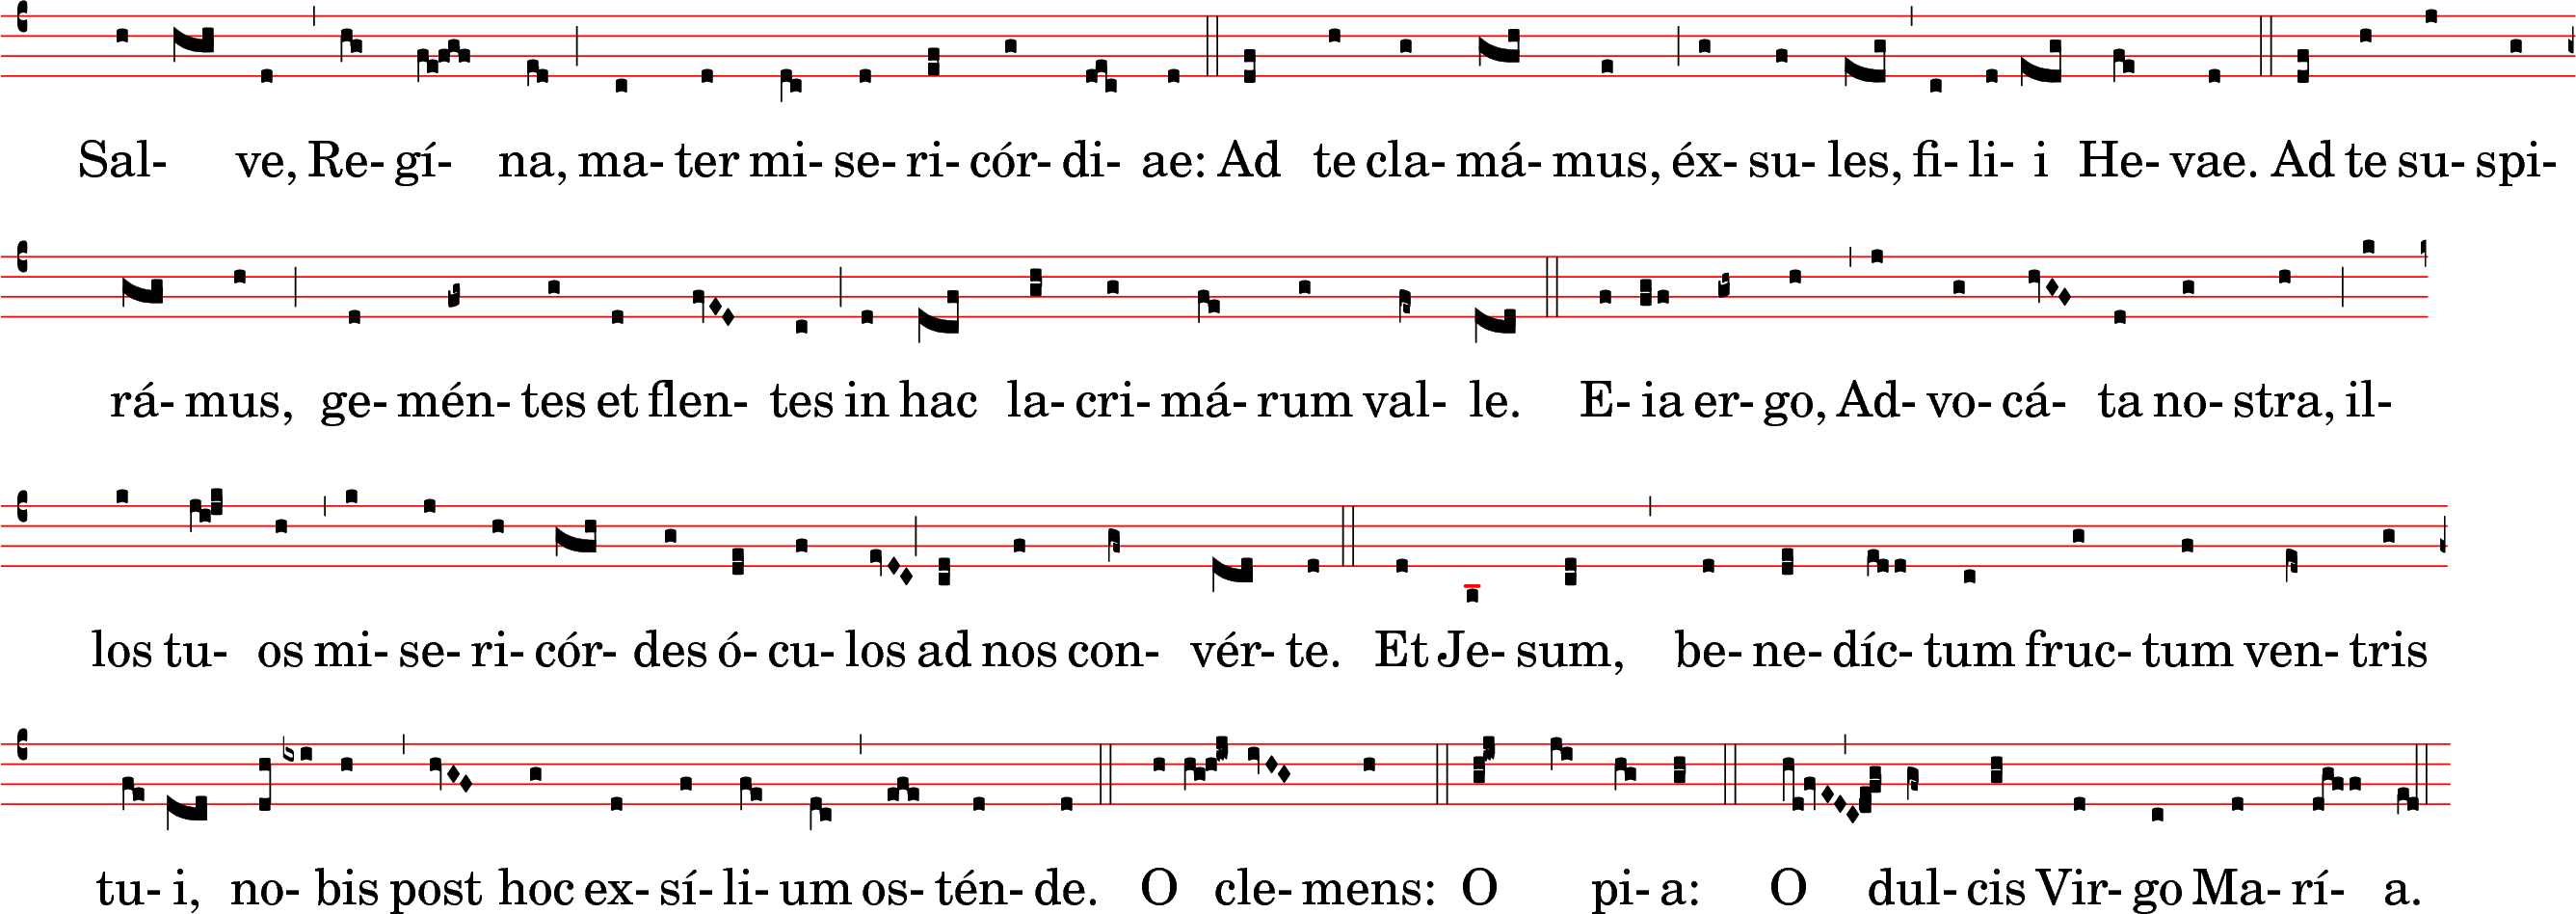 Sal- ve, Re- gí- na, ma- ter mi- se- ri- cór- di- ae: Ad te cla- má- mus, éx- su- les, fi- li- i He- vae. Ad te su- spi-
rá- mus, ge- mén- tes et flen- tes in hac la- cri- má- rum val- le. E- ia er- go, Ad- vo- cá- ta no- stra, il-
los tu- os mi- se- ri- cór- des ó- cu- los ad nos con- vér- te. Et Je- sum, be- ne- díc- tum fruc- tum ven- tris
tu- i, no- bis post hoc ex- sí- li- um os- tén- de. O cle- mens: O pi- a: O dul- cis Vir- go Ma- rí- a.